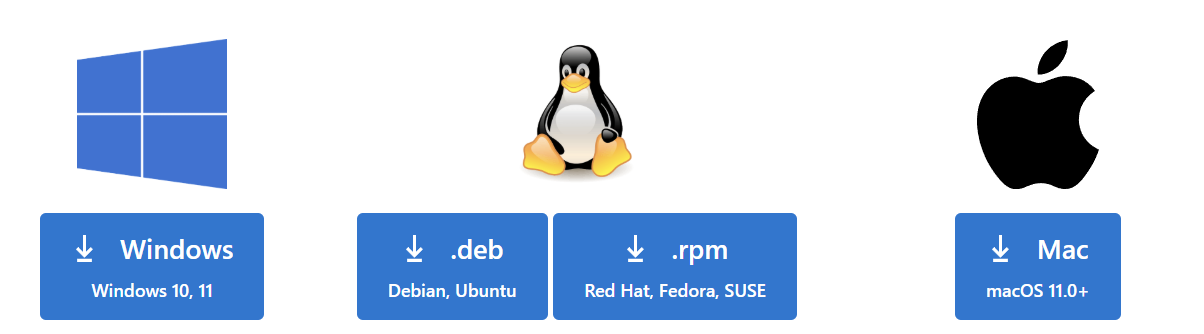 Windows
Windows 10, 11
.deb
Debian, Ubuntu
.rpm
Red Hat, Fedora, SUSE
Mac
macOS 11.0+